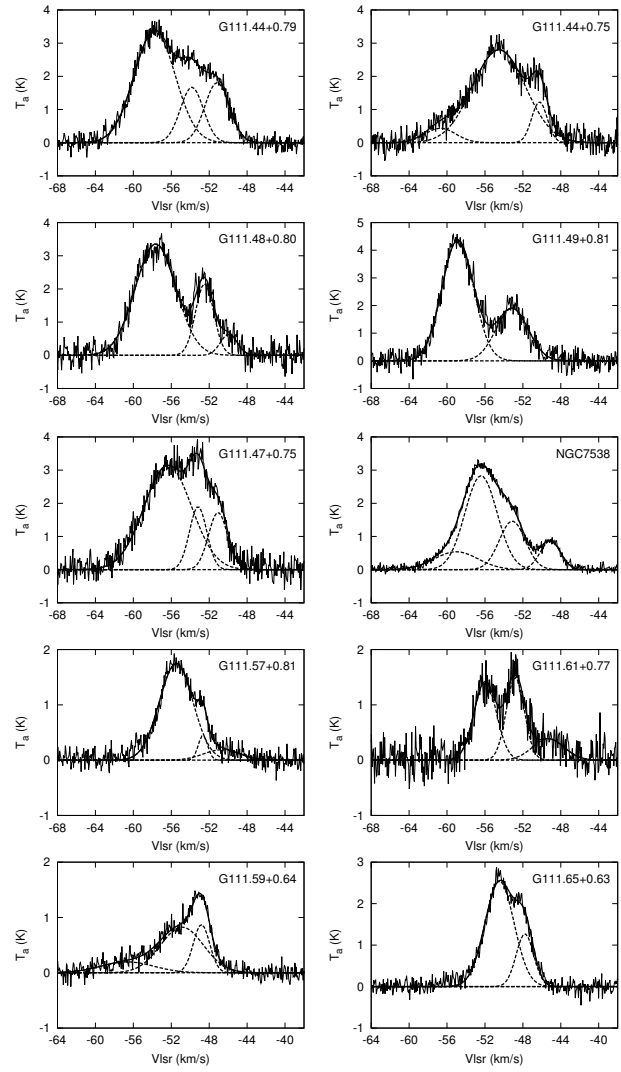 G111.44+0.79
4
3
2
1
0
-1
T_a (K)
-68 -64 -60 -56 -52 -48 -44
Vlsr (km/s)
G111.44+0.75
4
3
2
1
0
-1
T_a (K)
-68 -64 -60 -56 -52 -48 -44
Vlsr (km/s)
G111.48+0.80
4
3
2
1
0
-1
T_a (K)
-68 -64 -60 -56 -52 -48 -44
Vlsr (km/s)
G111.49+0.81
5
4
3
2
1
0
-1
T_a (K)
-68 -64 -60 -56 -52 -48 -44
Vlsr (km/s)
G111.47+0.75
4
3
2
1
0
-1
T_a (K)
-68 -64 -60 -56 -52 -48 -44
Vlsr (km/s)
NGC7538
4
3
2
1
0
-1
T_a (K)
-68 -64 -60 -56 -52 -48 -44
Vlsr (km/s)
G111.57+0.81
2
1
0
-1
T_a (K)
-68 -64 -60 -56 -52 -48 -44
Vlsr (km/s)
G111.61+0.77
2
1
0
-1
T_a (K)
-68 -64 -60 -56 -52 -48 -44
Vlsr (km/s)
G111.59+0.64
2
1
0
-1
T_a (K)
-64 -60 -56 -52 -48 -44 -40
Vlsr (km/s)
G111.65+0.63
3
2
1
0
-1
T_a (K)
-64 -60 -56 -52 -48 -44 -40
Vlsr (km/s)